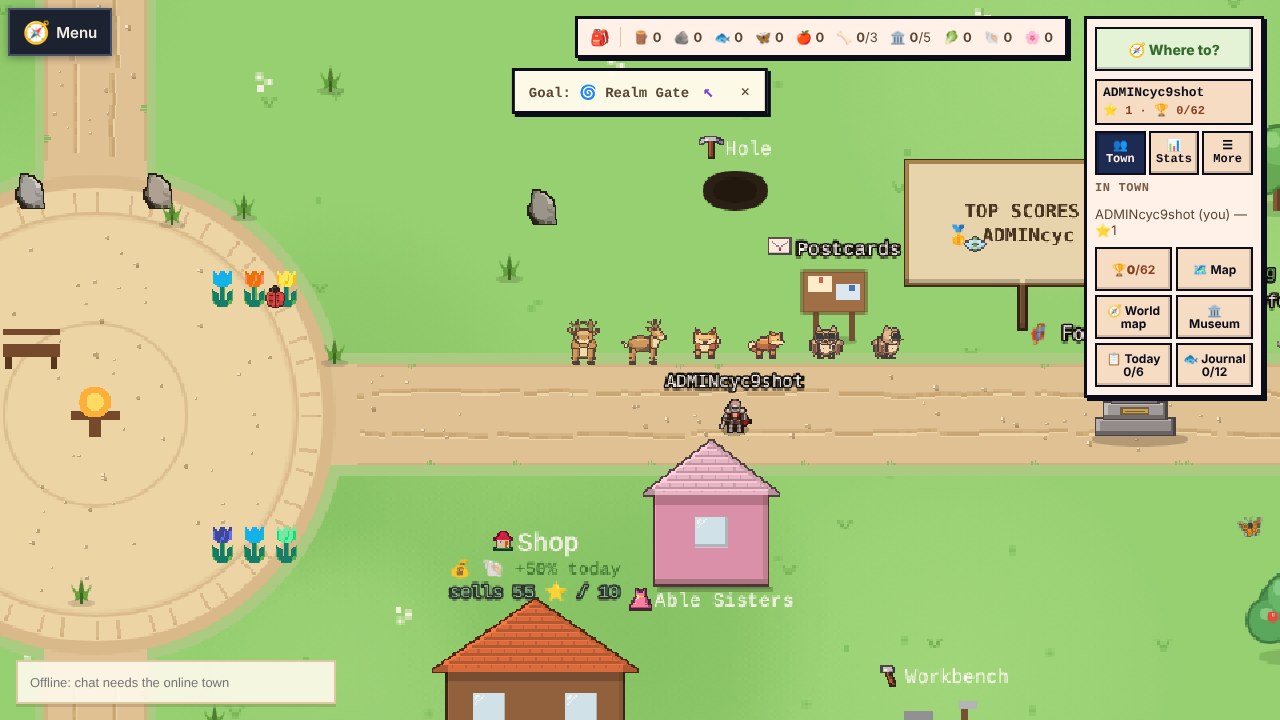 Menu
0 0 0 0 0 0/3 0/5 0 0 0
Where to?
Goal: Realm Gate ×
ADMINcyc9shot
1 · 0/62
Town Stats More
IN TOWN
ADMINcyc9shot (you) —
1
0/62 Map
World map
Museum
Today 0/6
Journal 0/12
Hole
TOP SCORES
ADMINcyc
Postcards
Fo
ADMINcyc9shot
Shop
+50% today
sells 55 / 10
Able Sisters
Workbench
Offline: chat needs the online town